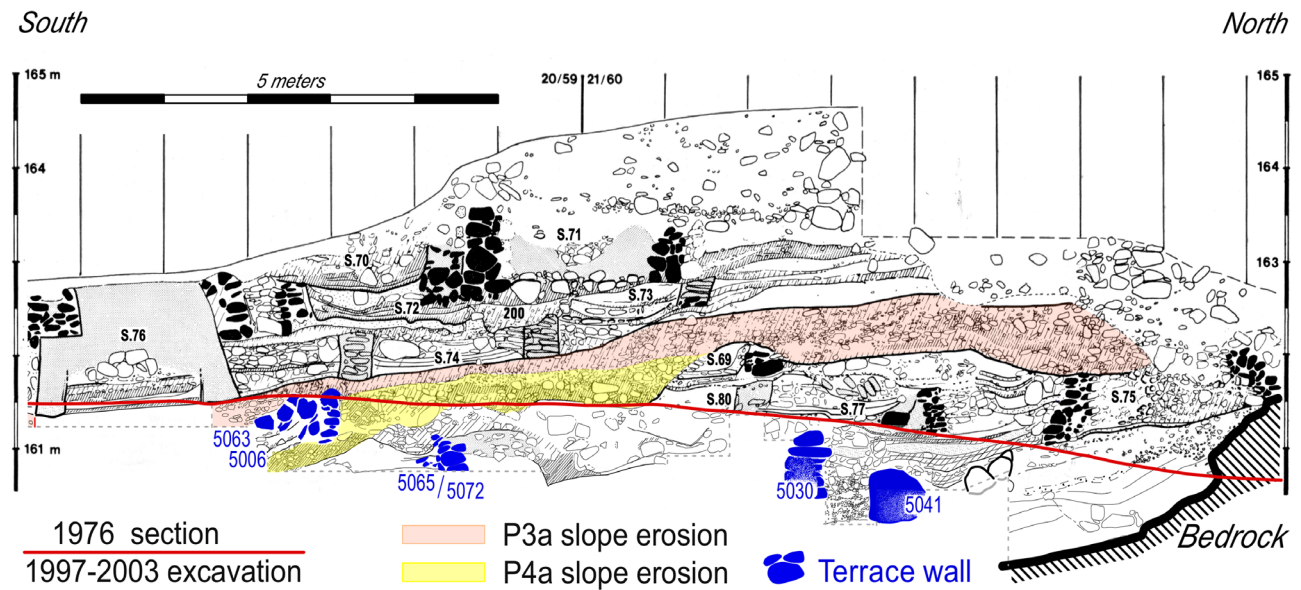 South
North
165 m
5 meters
20/59 21/60
165
164
164
S.71
S.70
163
S.73
S.72
200
S.76
S.74
S.69
S.80
S.77
S.75
5063
5006
161 m
161
5065/5072
5030
5041
1976 section
P3a slope erosion
Bedrock
1997-2003 excavation
P4a slope erosion
Terrace wall